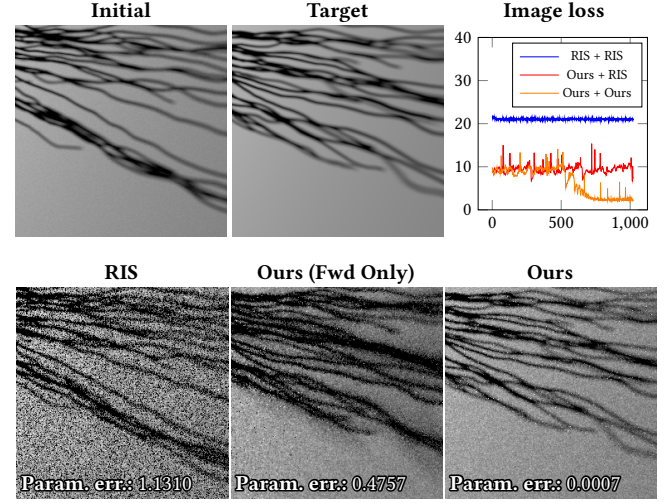 Initial
Target
Image loss
40
30
20
10
0
RIS + RIS
Ours + RIS
Ours + Ours
0
500
1,000
RIS
Ours (Fwd Only)
Ours
Param. err.: 1.1310
Param. err.: 0.4757
Param. err.: 0.0007